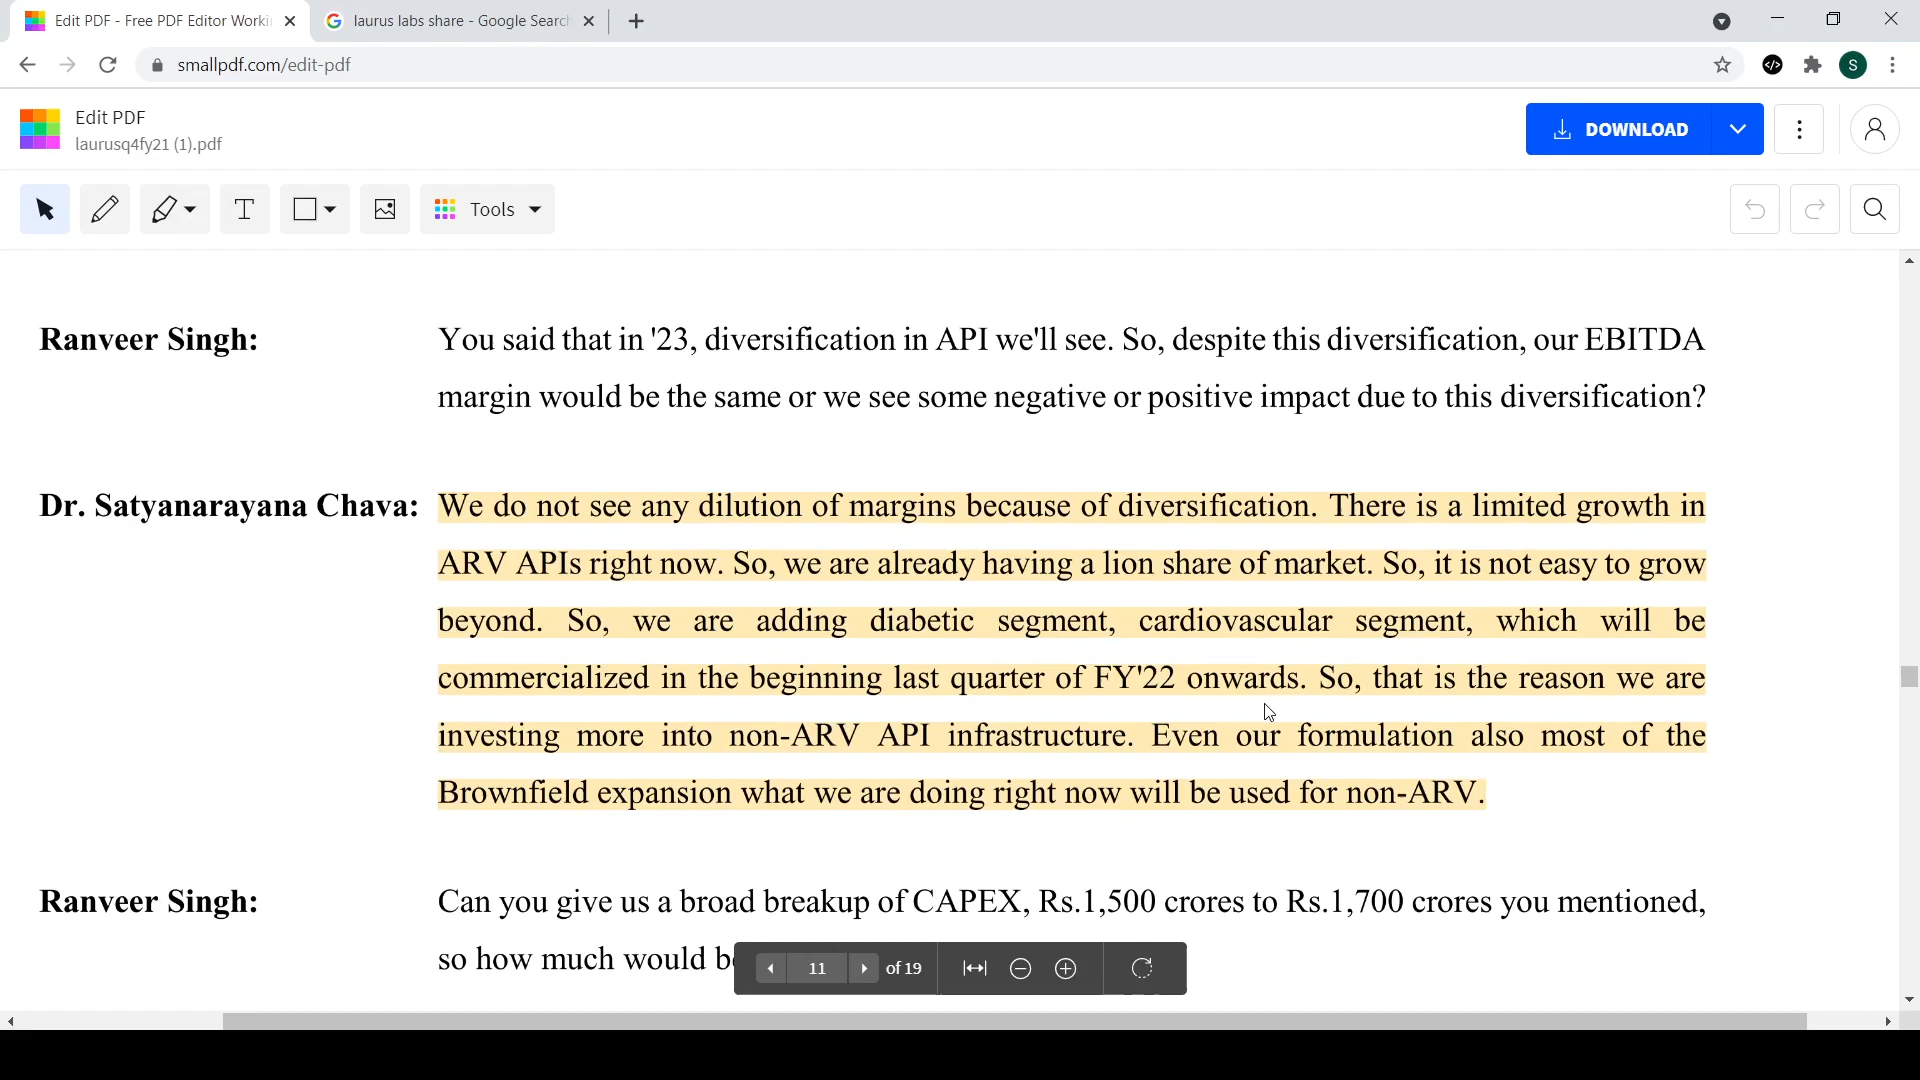 Edit PDF - Free PDF Editor Worki
laurus labs share - Google Search
smallpdf.com/edit-pdf
S
Edit PDF
laurusq4fy21 (1).pdf
DOWNLOAD
T
Tools
Ranveer Singh: You said that in '23, diversification in API we'll see. So, despite this diversification, our EBITDA
margin would be the same or we see some negative or positive impact due to this diversification?
Dr. Satyanarayana Chava: We do not see any dilution of margins because of diversification. There is a limited growth in
ARV APIs right now. So, we are already having a lion share of market. So, it is not easy to grow
beyond. So, we are adding diabetic segment, cardiovascular segment, which will be
commercialized in the beginning last quarter of FY'22 onwards. So, that is the reason we are
investing more into non-ARV API infrastructure. Even our formulation also most of the
Brownfield expansion what we are doing right now will be used for non-ARV.
Ranveer Singh: Can you give us a broad breakup of CAPEX, Rs.1,500 crores to Rs.1,700 crores you mentioned,
so how much would
11 of 19